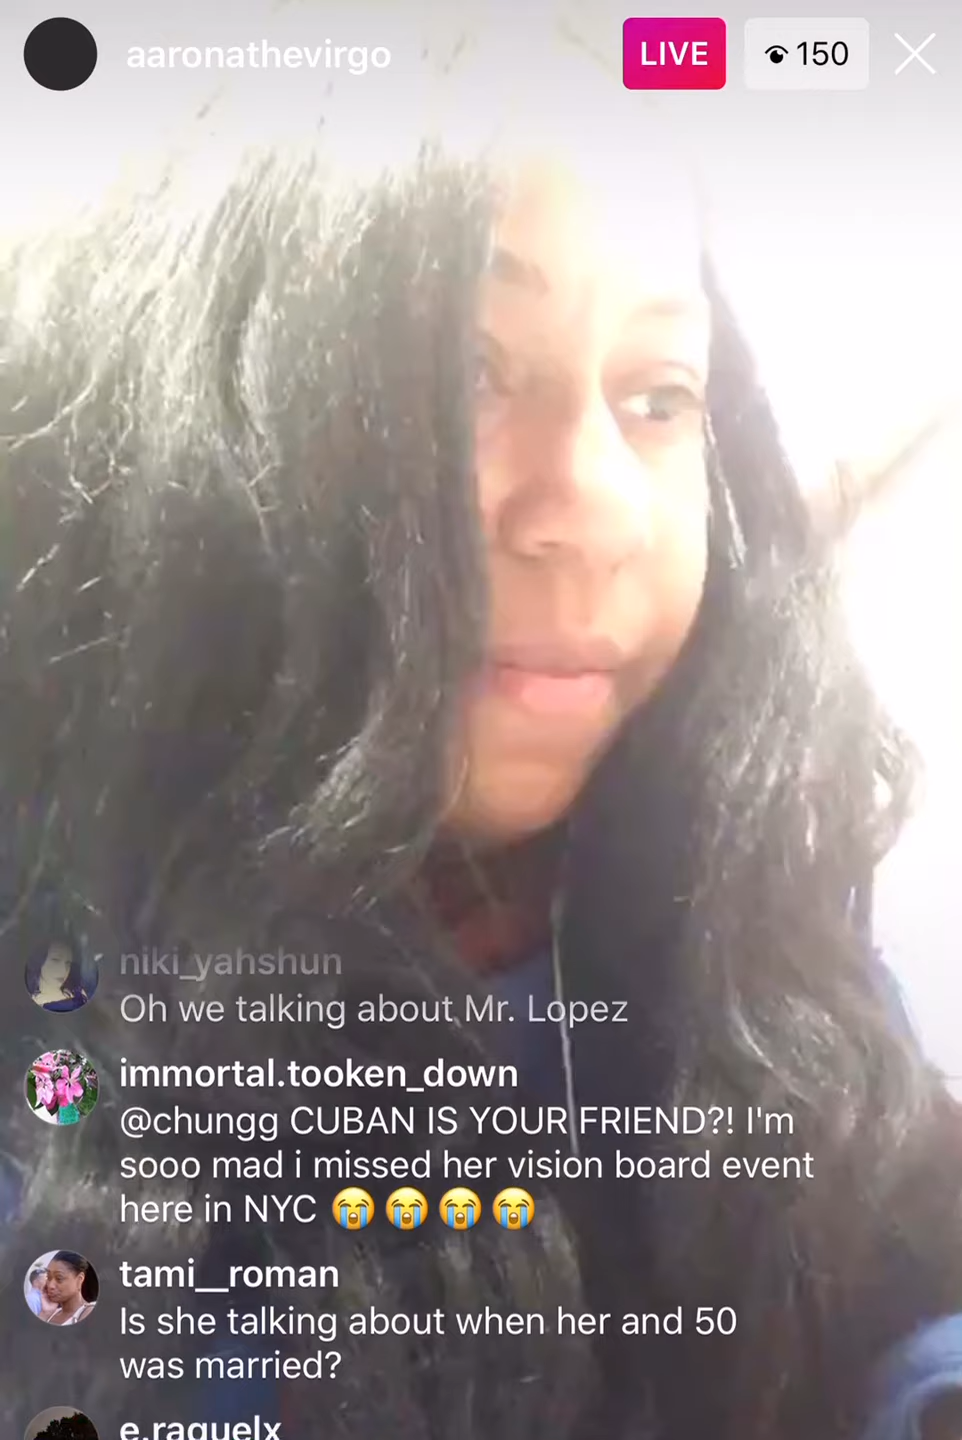 aaronathevirgo LIVE 150
niki_yahshun
Oh we talking about Mr. Lopez
immortal.tooken_down
@chungg CUBAN IS YOUR FRIEND?! I'm
sooo mad i missed her vision board event
here in NYC 😭😭😭😭
tami__roman
Is she talking about when her and 50
was married?
e.raquelx